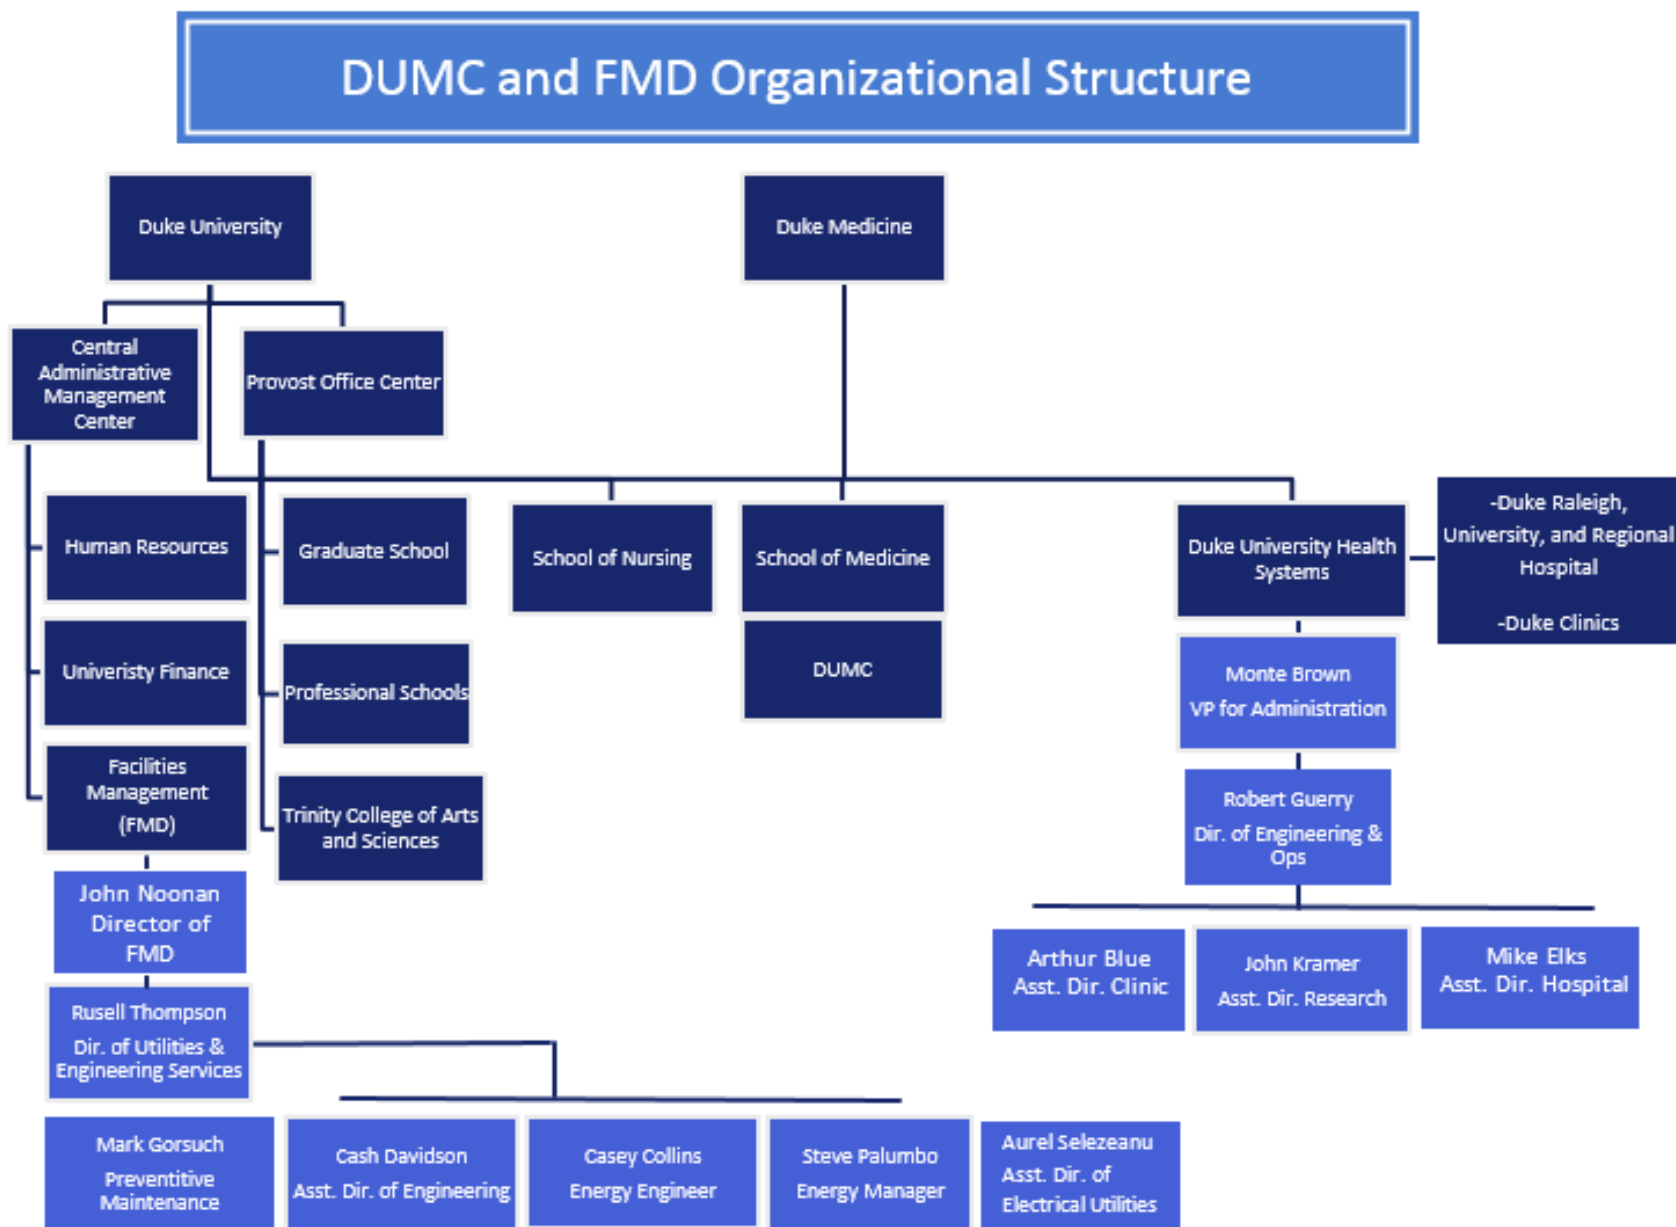 DUMC and FMD Organizational Structure
Duke University
Duke Medicine
Central
Administrative
Management
Center
Provost Office Center
Human Resources
Graduate School
School of Nursing
School of Medicine
Duke University Health
Systems
-Duke Raleigh,
University, and Regional
Hospital
-Duke Clinics
Univeristy Finance
Professional Schools
DUMC
Monte Brown
VP for Administration
Facilities
Management
(FMD)
Trinity College of Arts
and Sciences
Robert Guerry
Dir. of Engineering &
Ops
John Noonan
Director of
FMD
Arthur Blue
Asst. Dir. Clinic
John Kramer
Asst. Dir. Research
Mike Elks
Asst. Dir. Hospital
Rusell Thompson
Dir. of Utilities &
Engineering Services
Mark Gorsuch
Preventitive
Maintenance
Cash Davidson
Asst. Dir. of Engineering
Casey Collins
Energy Engineer
Steve Palumbo
Energy Manager
Aurel Selezeanu
Asst. Dir. of
Electrical Utilities